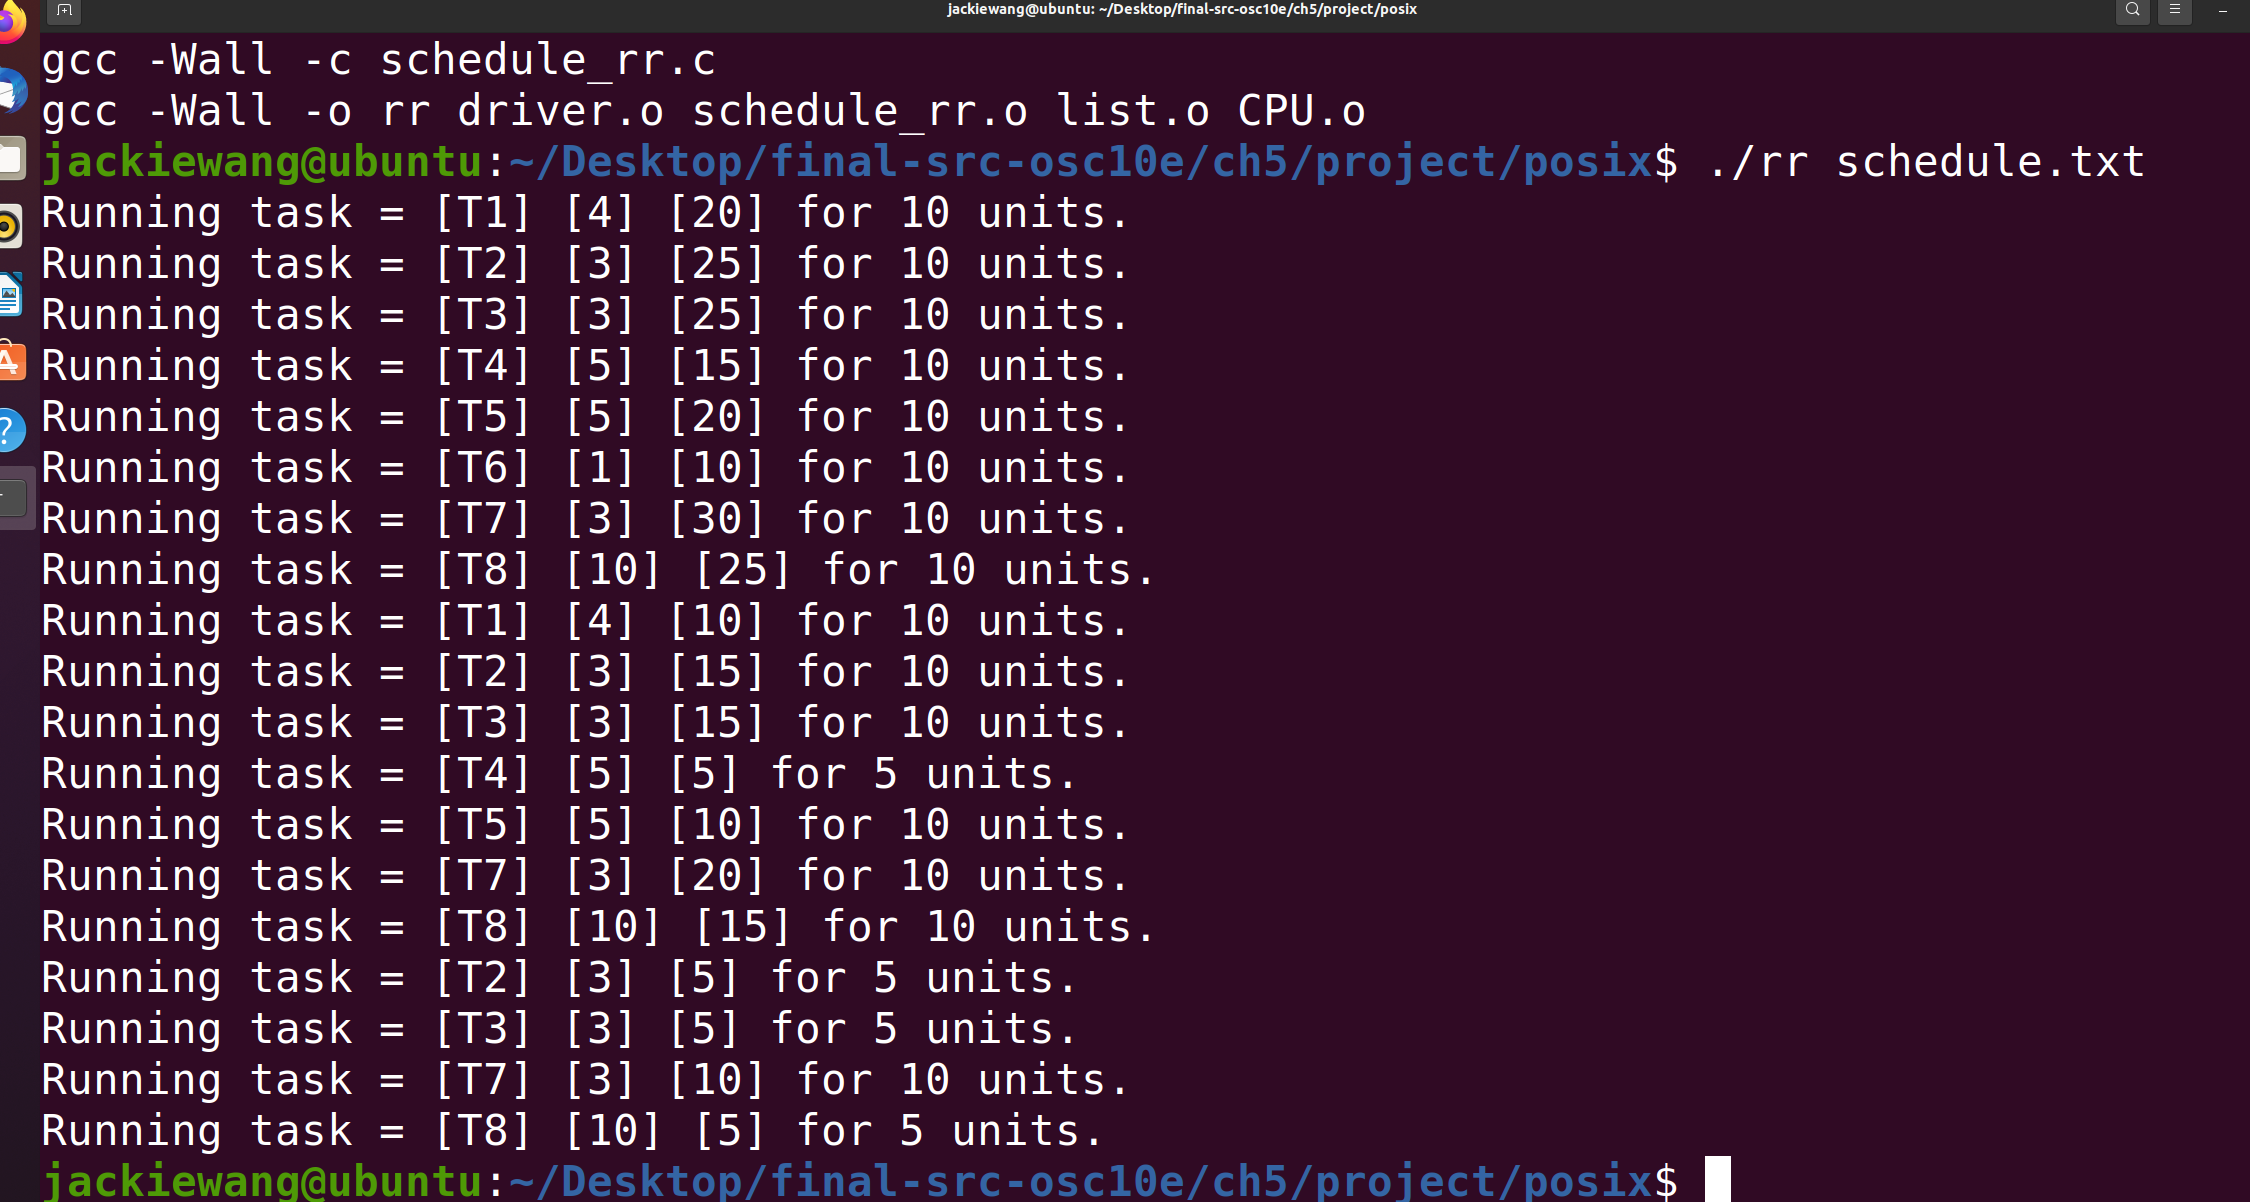 jackiewang@ubuntu: ~/Desktop/final-src-osc10e/ch5/project/posix
gcc -Wall -c schedule_rr.c
gcc -Wall -o rr driver.o schedule_rr.o list.o CPU.o
jackiewang@ubuntu:~/Desktop/final-src-osc10e/ch5/project/posix$ ./rr schedule.txt
Running task = [T1] [4] [20] for 10 units.
Running task = [T2] [3] [25] for 10 units.
Running task = [T3] [3] [25] for 10 units.
Running task = [T4] [5] [15] for 10 units.
Running task = [T5] [5] [20] for 10 units.
Running task = [T6] [1] [10] for 10 units.
Running task = [T7] [3] [30] for 10 units.
Running task = [T8] [10] [25] for 10 units.
Running task = [T1] [4] [10] for 10 units.
Running task = [T2] [3] [15] for 10 units.
Running task = [T3] [3] [15] for 10 units.
Running task = [T4] [5] [5] for 5 units.
Running task = [T5] [5] [10] for 10 units.
Running task = [T7] [3] [20] for 10 units.
Running task = [T8] [10] [15] for 10 units.
Running task = [T2] [3] [5] for 5 units.
Running task = [T3] [3] [5] for 5 units.
Running task = [T7] [3] [10] for 10 units.
Running task = [T8] [10] [5] for 5 units.
jackiewang@ubuntu:~/Desktop/final-src-osc10e/ch5/project/posix$